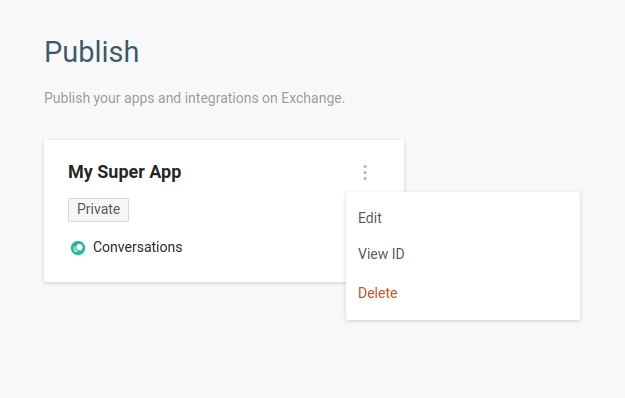 Publish
Publish your apps and integrations on Exchange.
My Super App
Private
Conversations
Edit
View ID
Delete